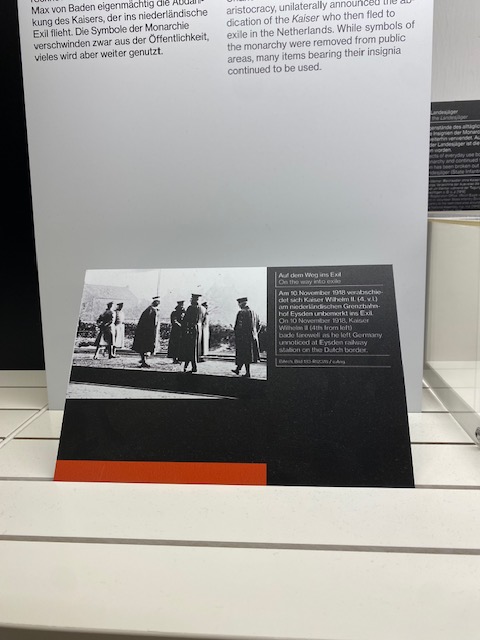 Max von Baden eigenmächtig die Abdan-
kung des Kaisers, der ins niederländische
Exil flieht. Die Symbole der Monarchie
verschwinden zwar aus der Öffentlichkeit,
vieles wird aber weiter genutzt.
aristocracy, unilaterally announced the ab-
dication of the Kaiser who then fled to
exile in the Netherlands. While symbols of
the monarchy were removed from public
areas, many items bearing their insignia
continued to be used.
Landesjäger
the Landesjäger
Auf dem Weg ins Exil
On the way into exile
Am 10 November 1918 verabschie-
det sich Kaiser Wilhelm II. (4. v.l.)
am niederländischen Grenzbahn-
hof Eysden unbemerkt ins Exil.
On 10 November 1918, Kaiser
Wilhelm II (4th from left)
bade farewell as he left Germany
unnoticed at Eysden railway
station on the Dutch border.